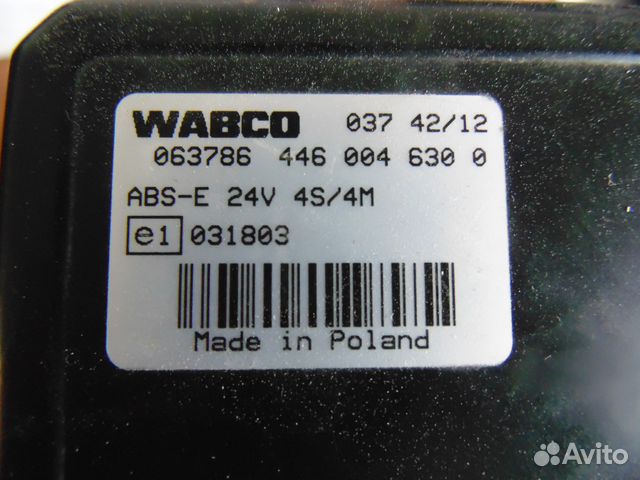 WABCO 037 42/12
063786 446 004 630 0
ABS-E 24V 4S/4M
e1 031803
Made in Poland
Avito